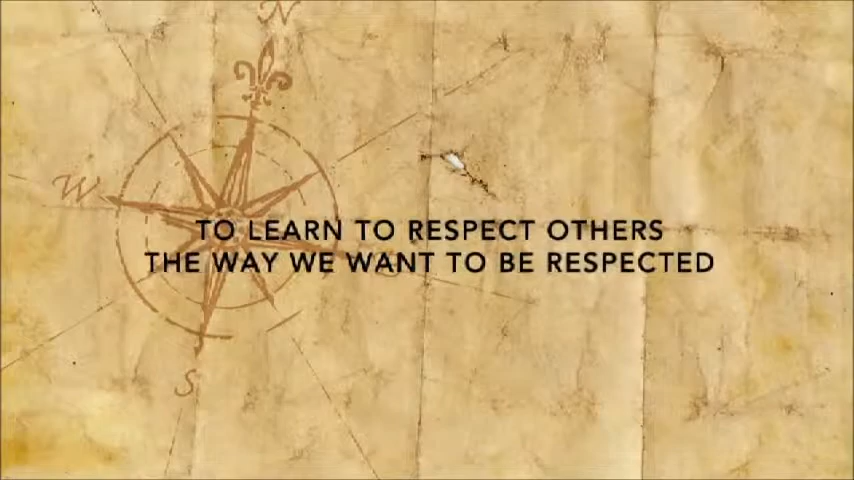 N
W
TO LEARN TO RESPECT OTHERS
THE WAY WE WANT TO BE RESPECTED
S